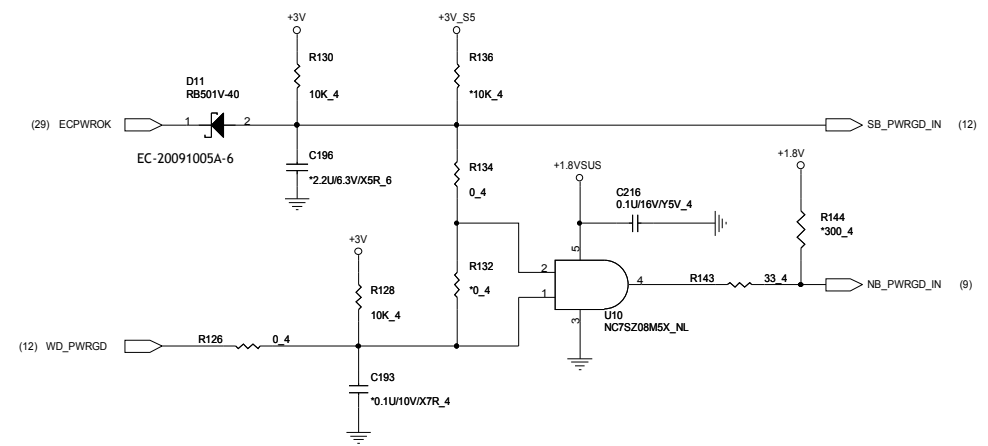 +3V
+3V_S5
R130
10K_4
R136
*10K_4
D11
RB501V-40
(29) ECPWROK
1
2
SB_PWRGD_IN (12)
EC-20091005A-6
C196
*2.2U/6.3V/X5R_6
R134
0_4
+1.8VSUS
+1.8V
C216
0.1U/16V/Y5V_4
R144
*300_4
+3V
R128
10K_4
R132
*0_4
5
2
1
4
3
R143
33_4
NB_PWRGD_IN (9)
U10
NC7SZ08M5X_NL
(12) WD_PWRGD
R126
0_4
C193
*0.1U/10V/X7R_4